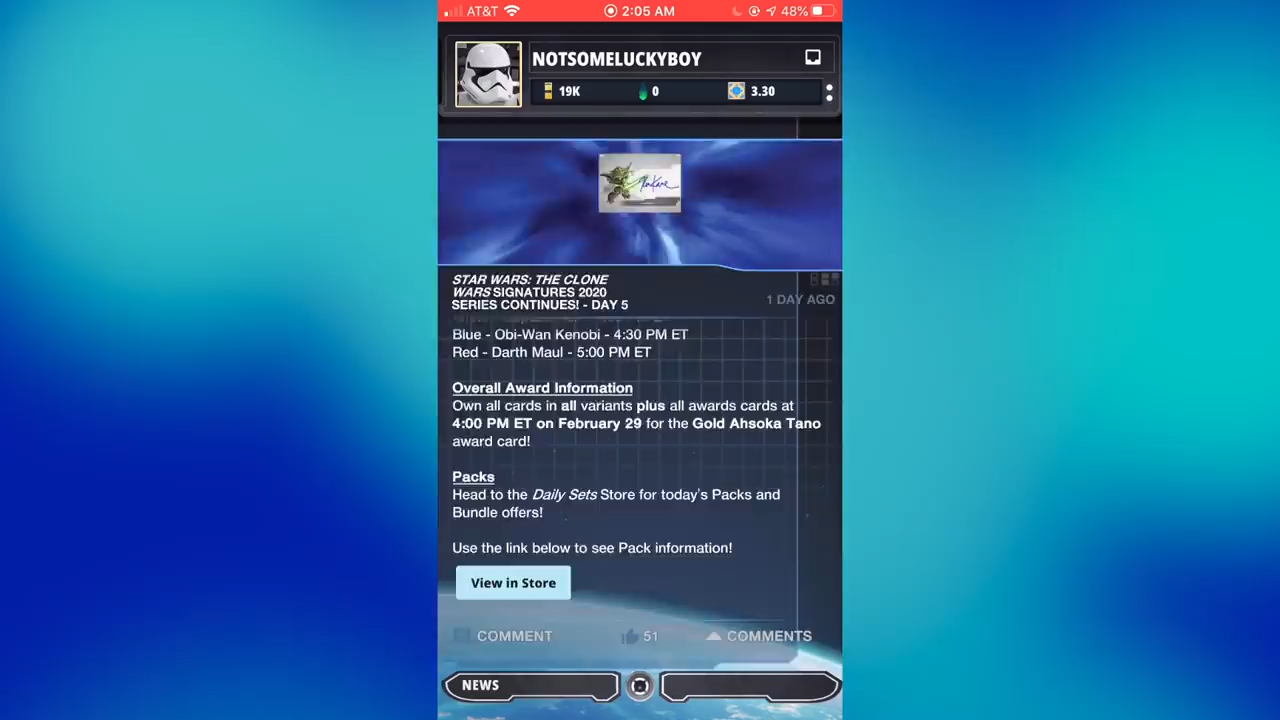 AT&T 2:05 AM 48%
NOTSOMELUCKYBOY
19K 0 3.30
STAR WARS: THE CLONE
WARS SIGNATURES 2020
SERIES CONTINUES! - DAY 5
1 DAY AGO
Blue - Obi-Wan Kenobi - 4:30 PM ET
Red - Darth Maul - 5:00 PM ET
Overall Award Information
Own all cards in all variants plus all awards cards at
4:00 PM ET on February 29 for the Gold Ahsoka Tano
award card!
Packs
Head to the Daily Sets Store for today's Packs and
Bundle offers!
Use the link below to see Pack information!
View in Store
COMMENT 51 COMMENTS
NEWS